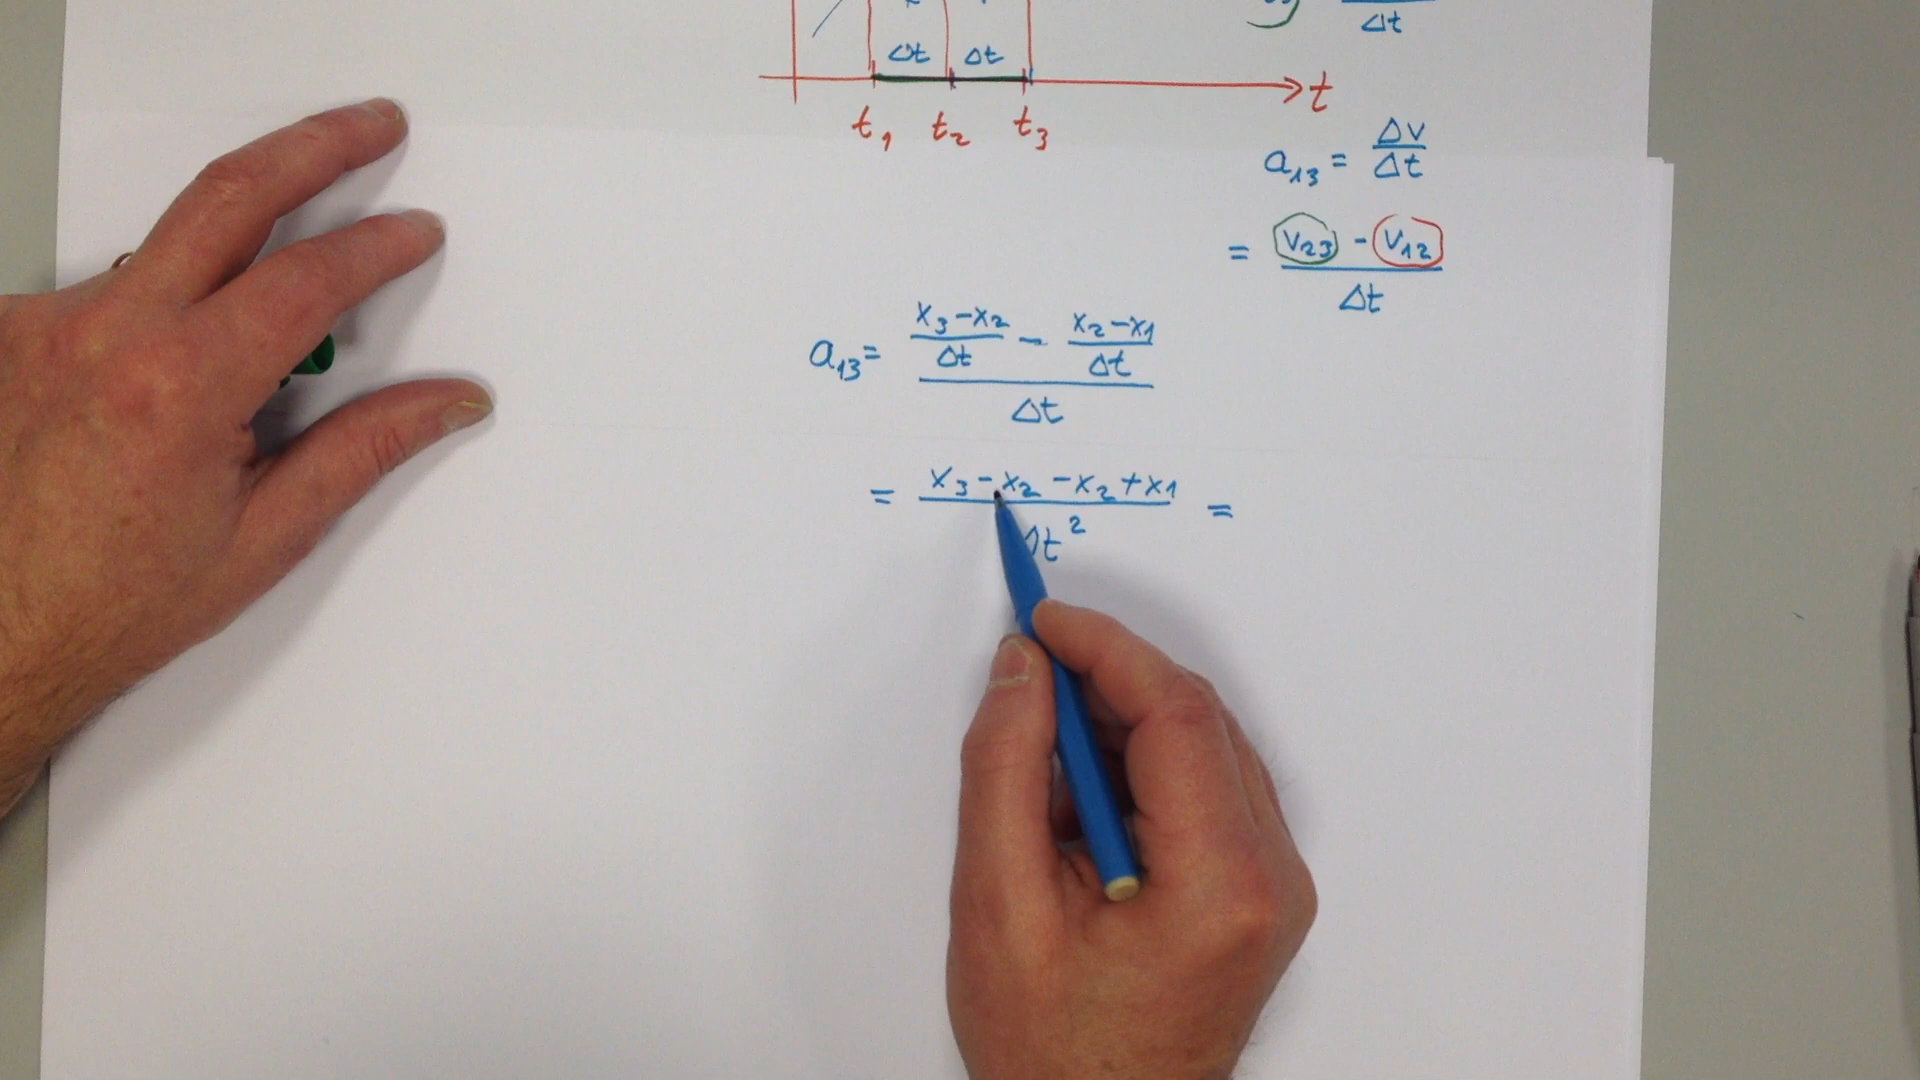 Δt
Δt Δt
t
t₁ t₂ t₃
a₁₃ = Δv/Δt
= (v₂₃ - v₁₂)/Δt
a₁₃ = ((x₃-x₂)/Δt - (x₂-x₁)/Δt)/Δt
= (x₃-x₂-x₂+x₁)/Δt² =